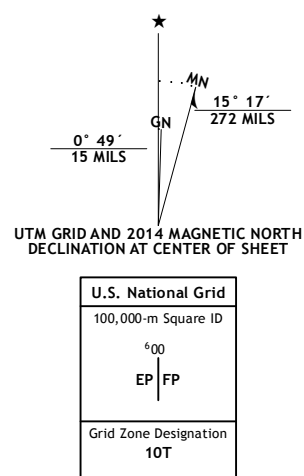 ★
MN
GN
15° 17´
272 MILS
0° 49´
15 MILS
UTM GRID AND 2014 MAGNETIC NORTH
DECLINATION AT CENTER OF SHEET
U.S. National Grid
100,000-m Square ID
⁶00
EP FP
Grid Zone Designation
10T